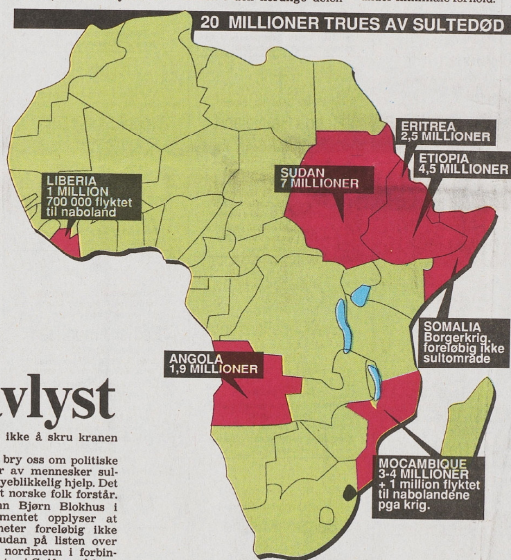 20 MILLIONER TRUES AV SULTEDØD
ERITREA
2,5 MILLIONER
ETIOPIA
4,5 MILLIONER
SUDAN
7 MILLIONER
LIBERIA
1 MILLION
700 000 flyktet
til naboland
SOMALIA
Borgerkrig,
foreløbig ikke
sultområde
ANGOLA
1,9 MILLIONER
MOCAMBIQUE
3-4 MILLIONER
+ 1 million flyktet
til nabolandene
pga krig.
avlyst
ikke å skru kranen
bry oss om politiske
av mennesker sul-
yeblikkelig hjelp. Det
norske folk forstår.
nn Bjørn Blokhus i
mentet opplyser at
heter foreløbig ikke
udan på listen over
nordmenn i forbin-